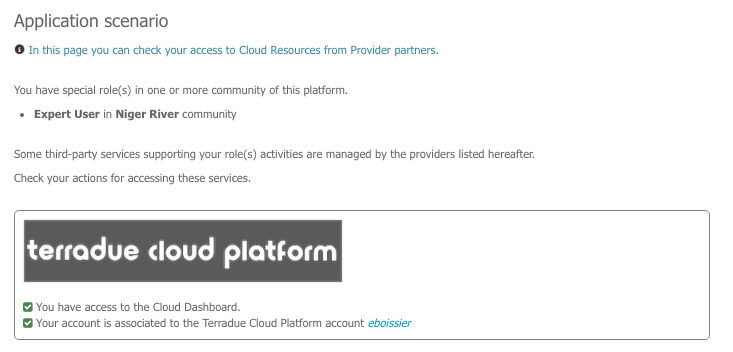 Application scenario
In this page you can check your access to Cloud Resources from Provider partners.
You have special role(s) in one or more community of this platform.
Expert User in Niger River community
Some third-party services supporting your role(s) activities are managed by the providers listed hereafter.
Check your actions for accessing these services.
terradue cloud platform
You have access to the Cloud Dashboard.
Your account is associated to the Terradue Cloud Platform account eboissier